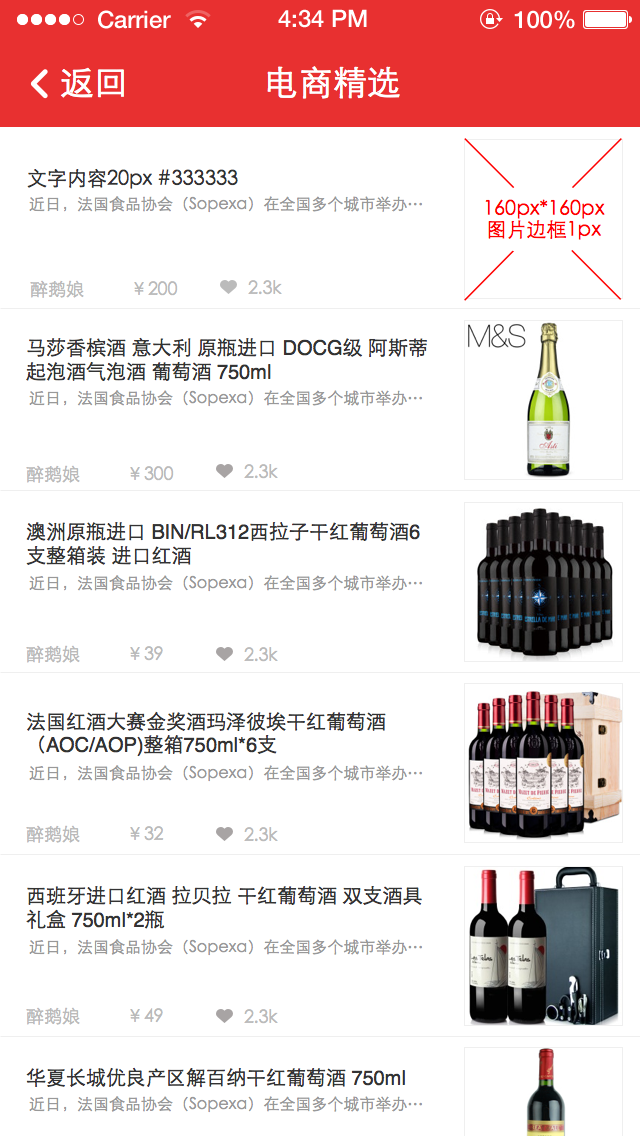 Carrier 4:34 PM 100%
返回 电商精选
文字内容20px #333333
近日，法国食品协会（Sopexa）在全国多个城市举办…
醉鹅娘 ￥200 2.3k
160px*160px
图片边框1px
马莎香槟酒 意大利 原瓶进口 DOCG级 阿斯蒂
起泡酒气泡酒 葡萄酒 750ml
近日，法国食品协会（Sopexa）在全国多个城市举办…
醉鹅娘 ￥300 2.3k
M&S
Asti
澳洲原瓶进口 BIN/RL312西拉子干红葡萄酒6
支整箱装 进口红酒
近日，法国食品协会（Sopexa）在全国多个城市举办…
醉鹅娘 ￥39 2.3k
法国红酒大赛金奖酒玛泽彼埃干红葡萄酒
（AOC/AOP)整箱750ml*6支
近日，法国食品协会（Sopexa）在全国多个城市举办…
醉鹅娘 ￥32 2.3k
西班牙进口红酒 拉贝拉 干红葡萄酒 双支酒具
礼盒 750ml*2瓶
近日，法国食品协会（Sopexa）在全国多个城市举办…
醉鹅娘 ￥49 2.3k
华夏长城优良产区解百纳干红葡萄酒 750ml
近日，法国食品协会（Sopexa）在全国多个城市举办…